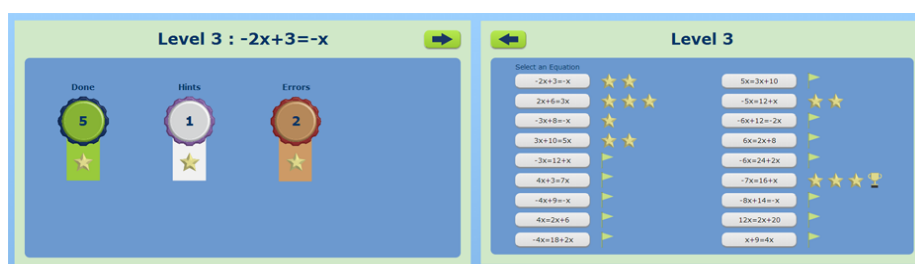 Level 3 : -2x+3=-x
Done
Hints
Errors
5
1
2
Level 3
Select an Equation
-2x+3=-x
2x+6=3x
-3x+8=-x
3x+10=5x
-3x=12+x
4x+3=7x
-4x+9=-x
4x=2x+6
-4x=18+2x
5x=3x+10
-5x=12+x
-6x+12=-2x
6x=2x+8
-6x=24+2x
-7x=16+x
-8x+14=-x
12x=2x+20
x+9=4x